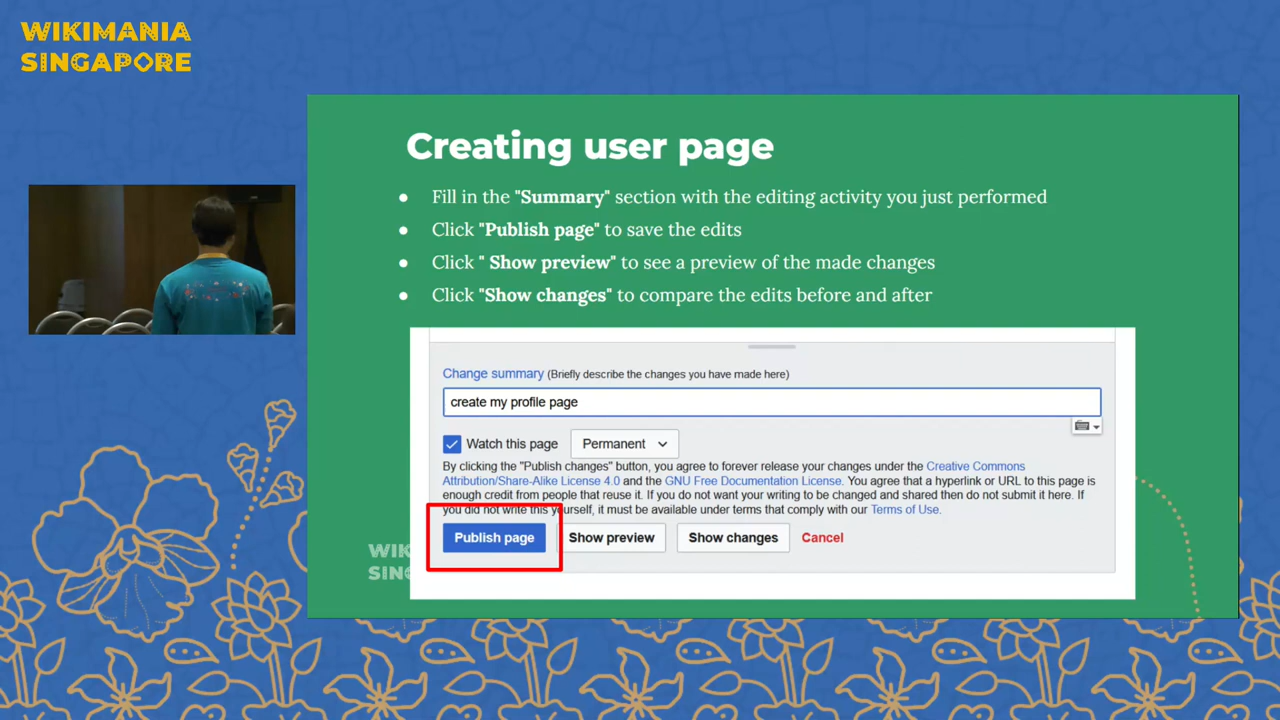 WIKIMANIA
SINGAPORE
Creating user page
● Fill in the "Summary" section with the editing activity you just performed
● Click "Publish page" to save the edits
● Click " Show preview" to see a preview of the made changes
● Click "Show changes" to compare the edits before and after
Change summary (Briefly describe the changes you have made here)
create my profile page
Watch this page Permanent
By clicking the "Publish changes" button, you agree to forever release your changes under the Creative Commons
Attribution/Share-Alike License 4.0 and the GNU Free Documentation License. You agree that a hyperlink or URL to this page is
enough credit from people that reuse it. If you do not want your writing to be changed and shared then do not submit it here. If
you did not write this yourself, it must be available under terms that comply with our Terms of Use.
Publish page Show preview Show changes Cancel
WIK
SING